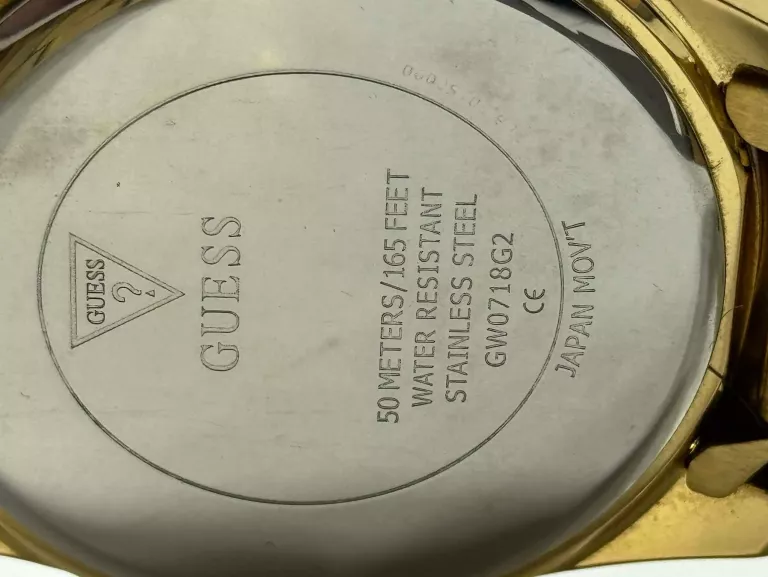 GUESS
?
GUESS
50 METERS/165 FEET
WATER RESISTANT
STAINLESS STEEL
GW0718G2
CE
JAPAN MOV'T